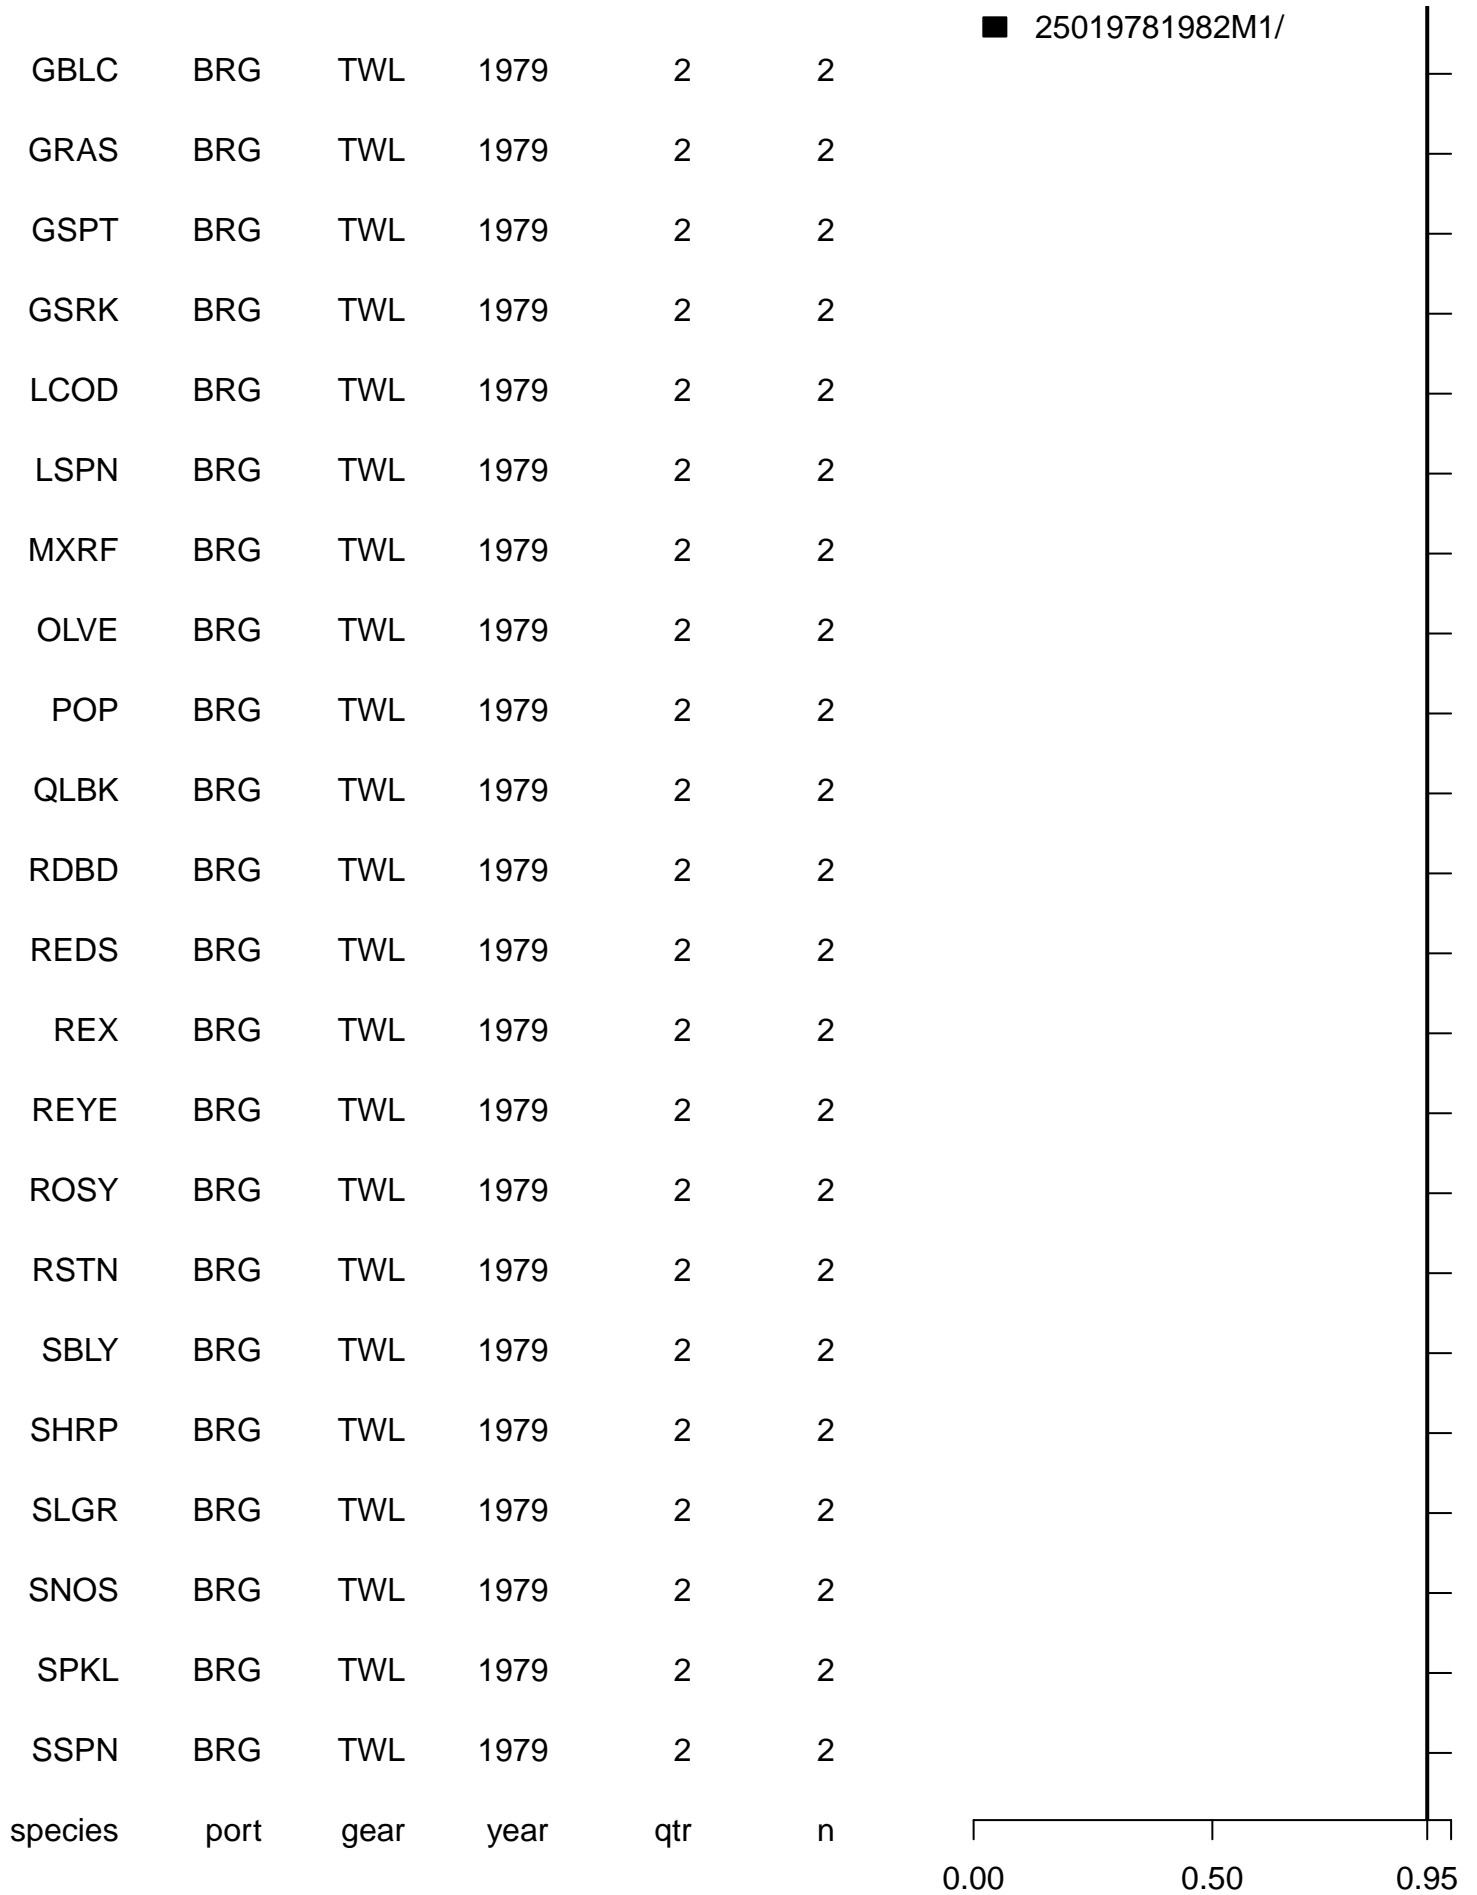 25019781982M1/
GBLC BRG TWL 1979 2 2
GRAS BRG TWL 1979 2 2
GSPT BRG TWL 1979 2 2
GSRK BRG TWL 1979 2 2
LCOD BRG TWL 1979 2 2
LSPN BRG TWL 1979 2 2
MXRF BRG TWL 1979 2 2
OLVE BRG TWL 1979 2 2
POP BRG TWL 1979 2 2
QLBK BRG TWL 1979 2 2
RDBD BRG TWL 1979 2 2
REDS BRG TWL 1979 2 2
REX BRG TWL 1979 2 2
REYE BRG TWL 1979 2 2
ROSY BRG TWL 1979 2 2
RSTN BRG TWL 1979 2 2
SBLY BRG TWL 1979 2 2
SHRP BRG TWL 1979 2 2
SLGR BRG TWL 1979 2 2
SNOS BRG TWL 1979 2 2
SPKL BRG TWL 1979 2 2
SSPN BRG TWL 1979 2 2
species port gear year qtr n
0.00 0.50 0.95